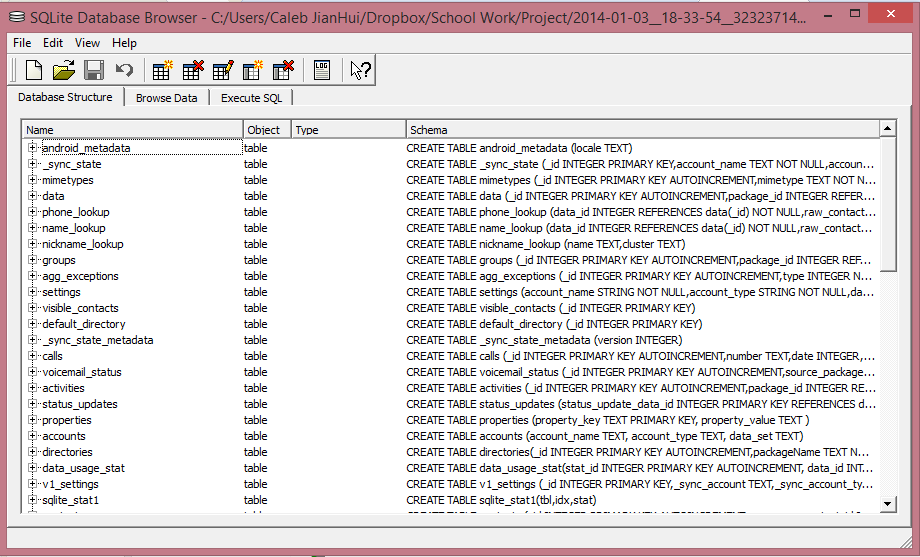 SQLite Database Browser - C:/Users/Caleb JianHui/Dropbox/School Work/Project/2014-01-03__18-33-54__32323714...
File Edit View Help
LOG
Database Structure Browse Data Execute SQL
Name Object Type Schema
android_metadata table CREATE TABLE android_metadata (locale TEXT)
_sync_state table CREATE TABLE _sync_state (_id INTEGER PRIMARY KEY,account_name TEXT NOT NULL,accoun...
mimetypes table CREATE TABLE mimetypes (_id INTEGER PRIMARY KEY AUTOINCREMENT,mimetype TEXT NOT N...
data table CREATE TABLE data (_id INTEGER PRIMARY KEY AUTOINCREMENT,package_id INTEGER REFER...
phone_lookup table CREATE TABLE phone_lookup (data_id INTEGER REFERENCES data(_id) NOT NULL,raw_contact...
name_lookup table CREATE TABLE name_lookup (data_id INTEGER REFERENCES data(_id) NOT NULL,raw_contact...
nickname_lookup table CREATE TABLE nickname_lookup (name TEXT,cluster TEXT)
groups table CREATE TABLE groups (_id INTEGER PRIMARY KEY AUTOINCREMENT,package_id INTEGER REF...
agg_exceptions table CREATE TABLE agg_exceptions (_id INTEGER PRIMARY KEY AUTOINCREMENT,type INTEGER N...
settings table CREATE TABLE settings (account_name STRING NOT NULL,account_type STRING NOT NULL,da...
visible_contacts table CREATE TABLE visible_contacts (_id INTEGER PRIMARY KEY)
default_directory table CREATE TABLE default_directory (_id INTEGER PRIMARY KEY)
_sync_state_metadata table CREATE TABLE _sync_state_metadata (version INTEGER)
calls table CREATE TABLE calls (_id INTEGER PRIMARY KEY AUTOINCREMENT,number TEXT,date INTEGER,...
voicemail_status table CREATE TABLE voicemail_status (_id INTEGER PRIMARY KEY AUTOINCREMENT,source_package...
activities table CREATE TABLE activities (_id INTEGER PRIMARY KEY AUTOINCREMENT,package_id INTEGER RE...
status_updates table CREATE TABLE status_updates (status_update_data_id INTEGER PRIMARY KEY REFERENCES d...
properties table CREATE TABLE properties (property_key TEXT PRIMARY KEY, property_value TEXT )
accounts table CREATE TABLE accounts (account_name TEXT, account_type TEXT, data_set TEXT)
directories table CREATE TABLE directories(_id INTEGER PRIMARY KEY AUTOINCREMENT,packageName TEXT N...
data_usage_stat table CREATE TABLE data_usage_stat(stat_id INTEGER PRIMARY KEY AUTOINCREMENT, data_id INT...
v1_settings table CREATE TABLE v1_settings (_id INTEGER PRIMARY KEY,_sync_account TEXT,_sync_account_ty...
sqlite_stat1 table CREATE TABLE sqlite_stat1(tbl,idx,stat)